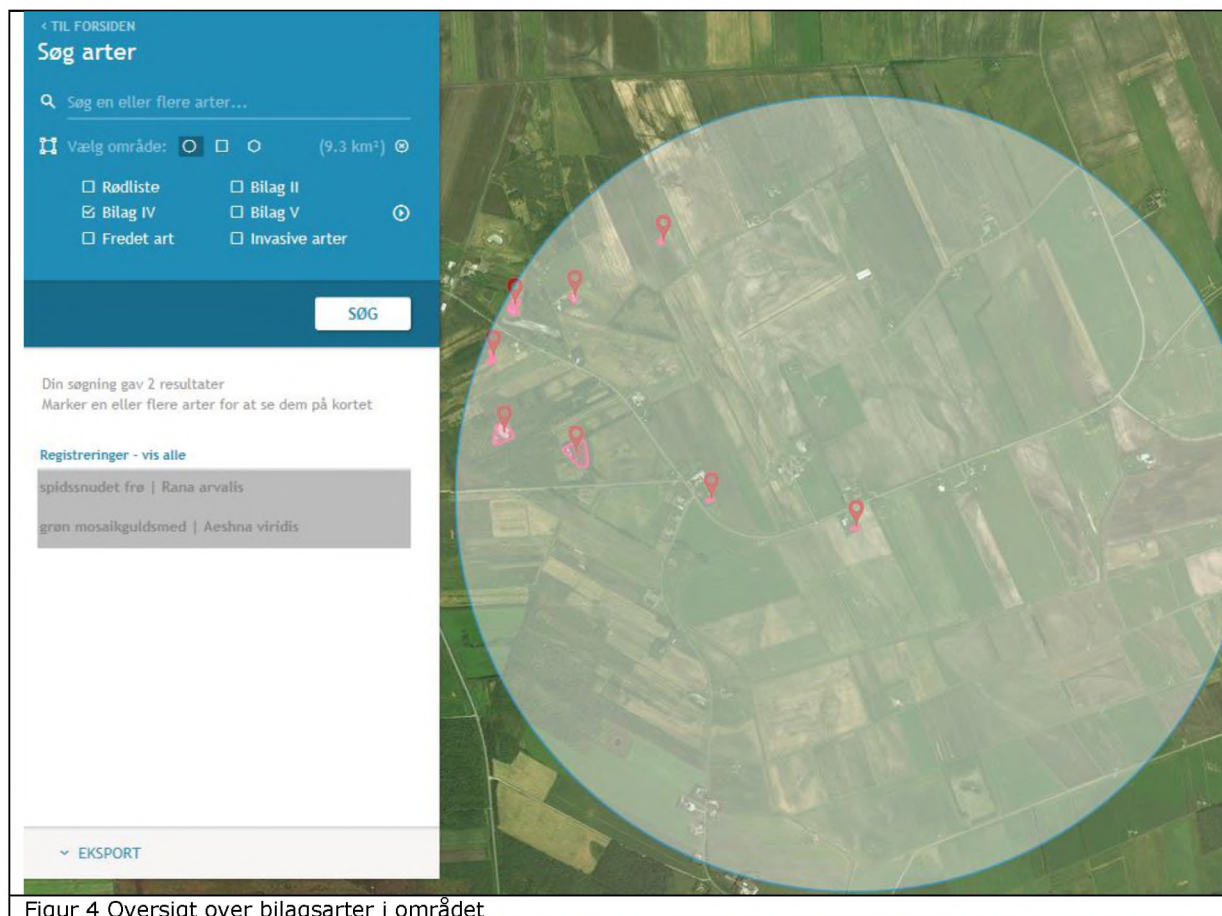 ‹ TIL FORSIDEN
Søg arter
Søg en eller flere arter...
Vælg område: (9.3 km²)
Rødliste Bilag II
Bilag IV Bilag V
Fredet art Invasive arter
SØG
Din søgning gav 2 resultater
Marker en eller flere arter for at se dem på kortet
Registreringer - vis alle
spidssnudet frø | Rana arvalis
grøn mosaikguldsmed | Aeshna viridis
EKSPORT
Figur 4 Oversigt over bilagsarter i området